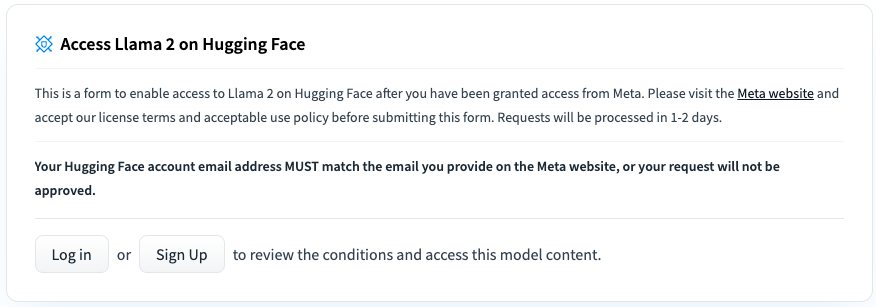 Access Llama 2 on Hugging Face
This is a form to enable access to Llama 2 on Hugging Face after you have been granted access from Meta. Please visit the Meta website and
accept our license terms and acceptable use policy before submitting this form. Requests will be processed in 1-2 days.
Your Hugging Face account email address MUST match the email you provide on the Meta website, or your request will not be
approved.
Log in or Sign Up to review the conditions and access this model content.